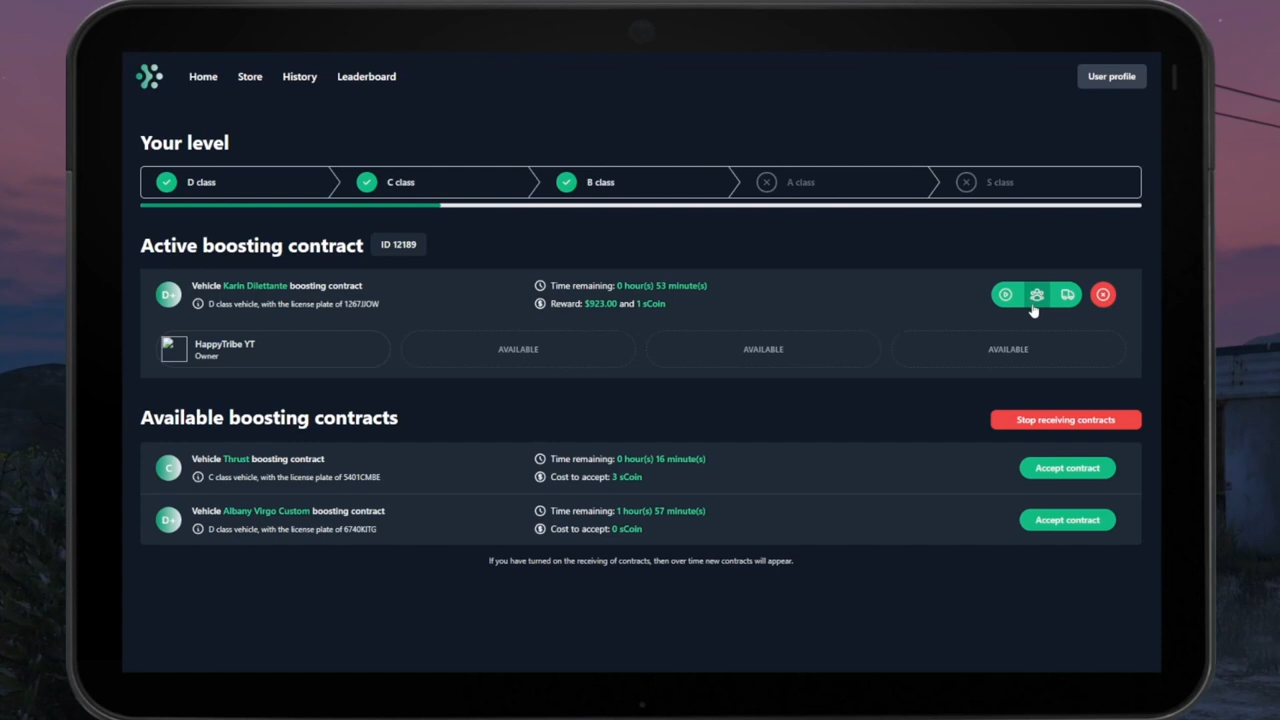 Home Store History Leaderboard User profile
Your level
D class C class B class A class S class
Active boosting contract ID 12189
D+ Vehicle Karin Dilettante boosting contract Time remaining: 0 hour(s) 53 minute(s)
D class vehicle, with the license plate of 1267JJOW Reward: $923.00 and 1 sCoin
HappyTribe YT
Owner
AVAILABLE AVAILABLE AVAILABLE
Available boosting contracts Stop receiving contracts
C Vehicle Thrust boosting contract Time remaining: 0 hour(s) 16 minute(s) Accept contract
C class vehicle, with the license plate of 5401CMBE Cost to accept: 3 sCoin
D+ Vehicle Albany Virgo Custom boosting contract Time remaining: 1 hour(s) 57 minute(s) Accept contract
D class vehicle, with the license plate of 6740KITG Cost to accept: 0 sCoin
If you have turned on the receiving of contracts, then over time new contracts will appear.